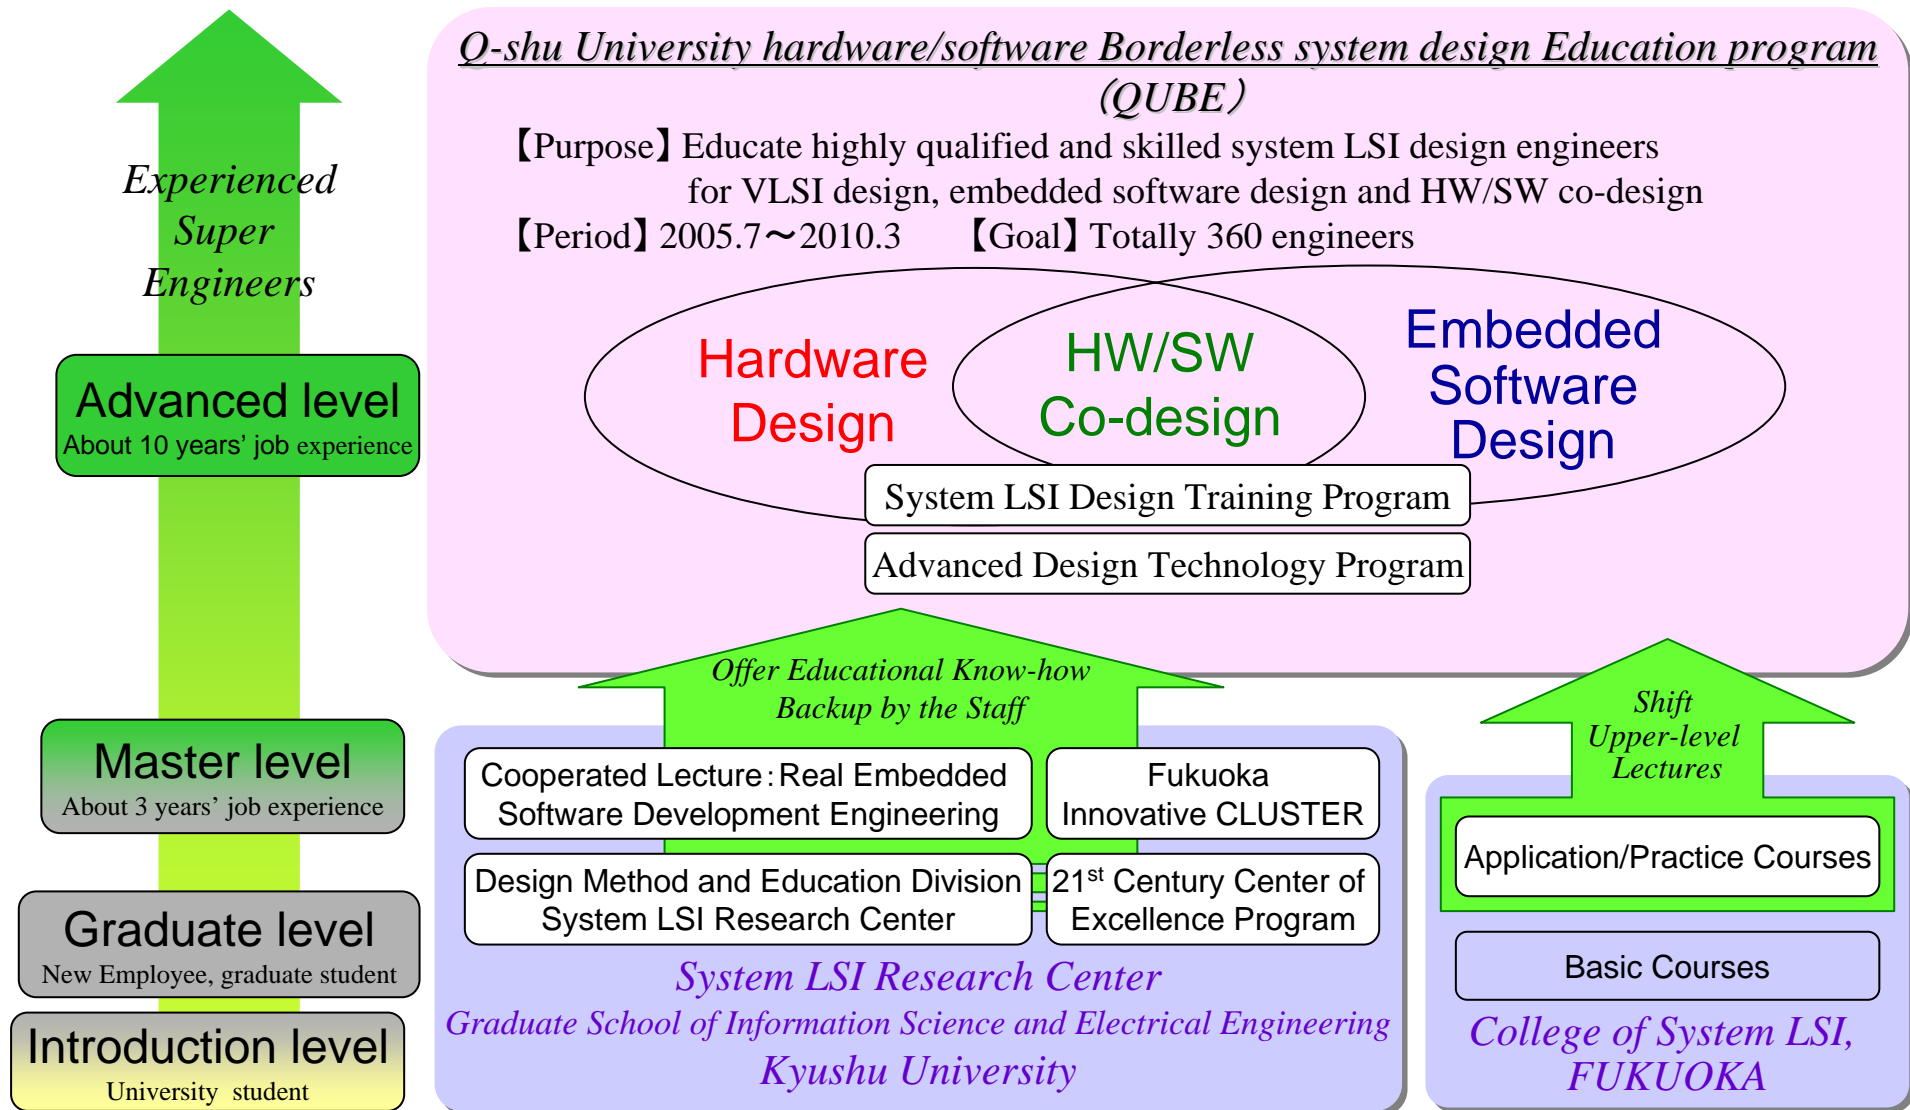 Q-shu University hardware/software Borderless system design Education program
（QUBE）
【Purpose】Educate highly qualified and skilled system LSI design engineers
for VLSI design, embedded software design and HW/SW co-design
【Period】2005.7～2010.3 【Goal】Totally 360 engineers
Experienced
Super
Engineers
Advanced level
About 10 years’ job experience
Master level
About 3 years’ job experience
Graduate level
New Employee, graduate student
Introduction level
University student
Hardware
Design
HW/SW
Co-design
Embedded
Software
Design
System LSI Design Training Program
Advanced Design Technology Program
Offer Educational Know-how
Backup by the Staff
Cooperated Lecture：Real Embedded
Software Development Engineering
Fukuoka
Innovative CLUSTER
Design Method and Education Division
System LSI Research Center
21st Century Center of
Excellence Program
System LSI Research Center
Graduate School of Information Science and Electrical Engineering
Kyushu University
Shift
Upper-level
Lectures
Application/Practice Courses
Basic Courses
College of System LSI,
FUKUOKA